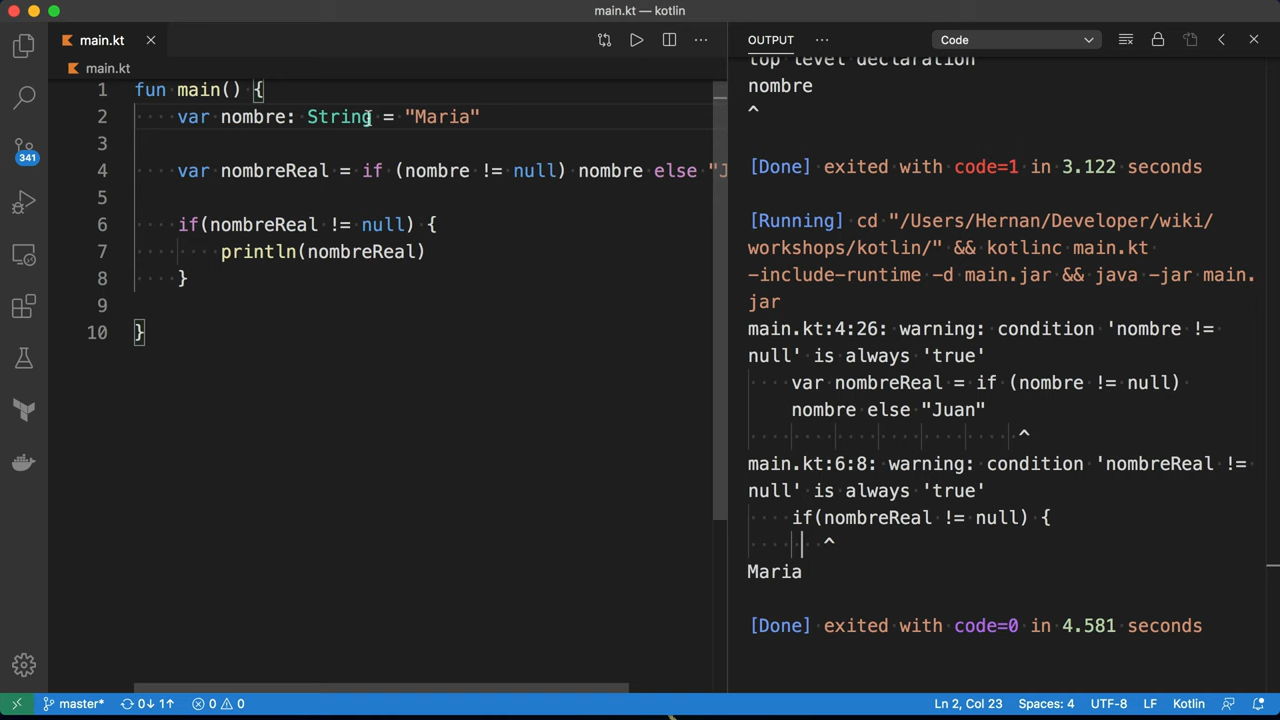 main.kt — kotlin
main.kt
OUTPUT
Code
main.kt
1 fun main() {
2 var nombre: String = "Maria"
3
4 var nombreReal = if (nombre != null) nombre else "J
5
6 if(nombreReal != null) {
7 println(nombreReal)
8 }
9
10 }
341
top level declaration
nombre
^
[Done] exited with code=1 in 3.122 seconds
[Running] cd "/Users/Hernan/Developer/wiki/
workshops/kotlin/" && kotlinc main.kt
-include-runtime -d main.jar && java -jar main.
jar
main.kt:4:26: warning: condition 'nombre !=
null' is always 'true'
var nombreReal = if (nombre != null)
nombre else "Juan"
^
main.kt:6:8: warning: condition 'nombreReal !=
null' is always 'true'
if(nombreReal != null) {
^
Maria
[Done] exited with code=0 in 4.581 seconds
master* 0↓ 1↑ 0 0 Ln 2, Col 23 Spaces: 4 UTF-8 LF Kotlin